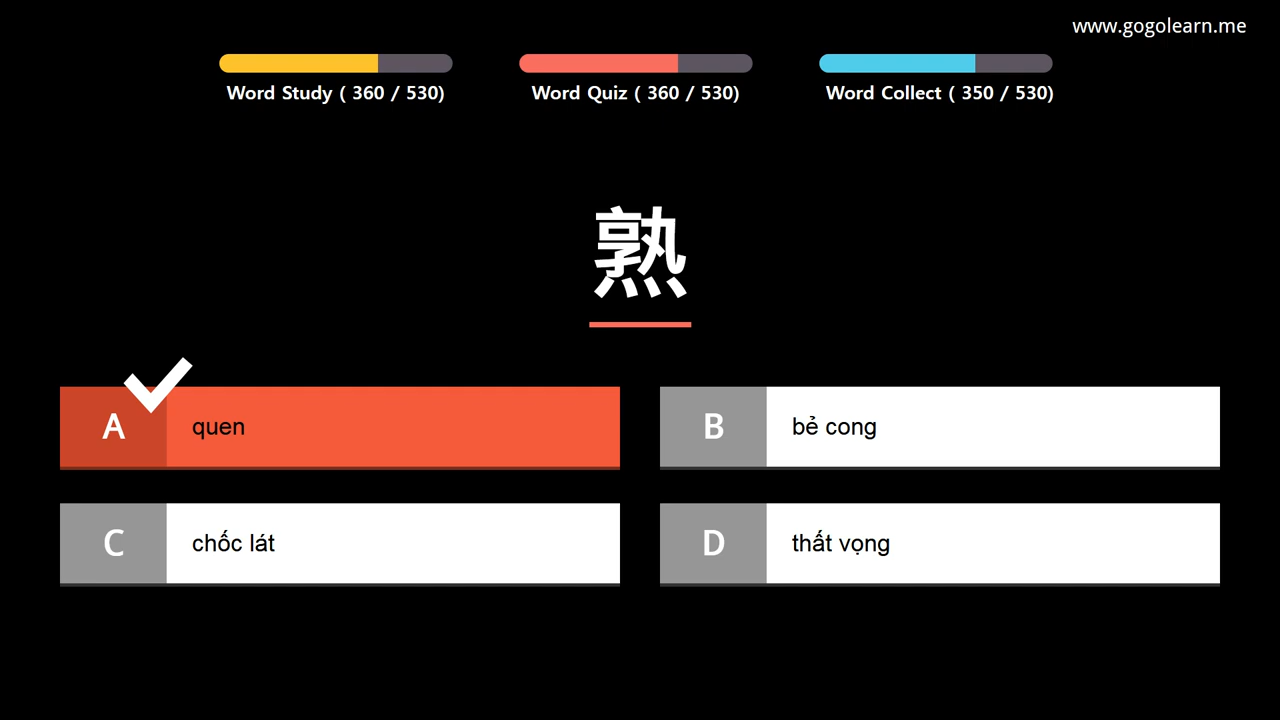 www.gogolearn.me
Word Study ( 360 / 530)
Word Quiz ( 360 / 530)
Word Collect ( 350 / 530)
熟
A quen
B bẻ cong
C chốc lát
D thất vọng